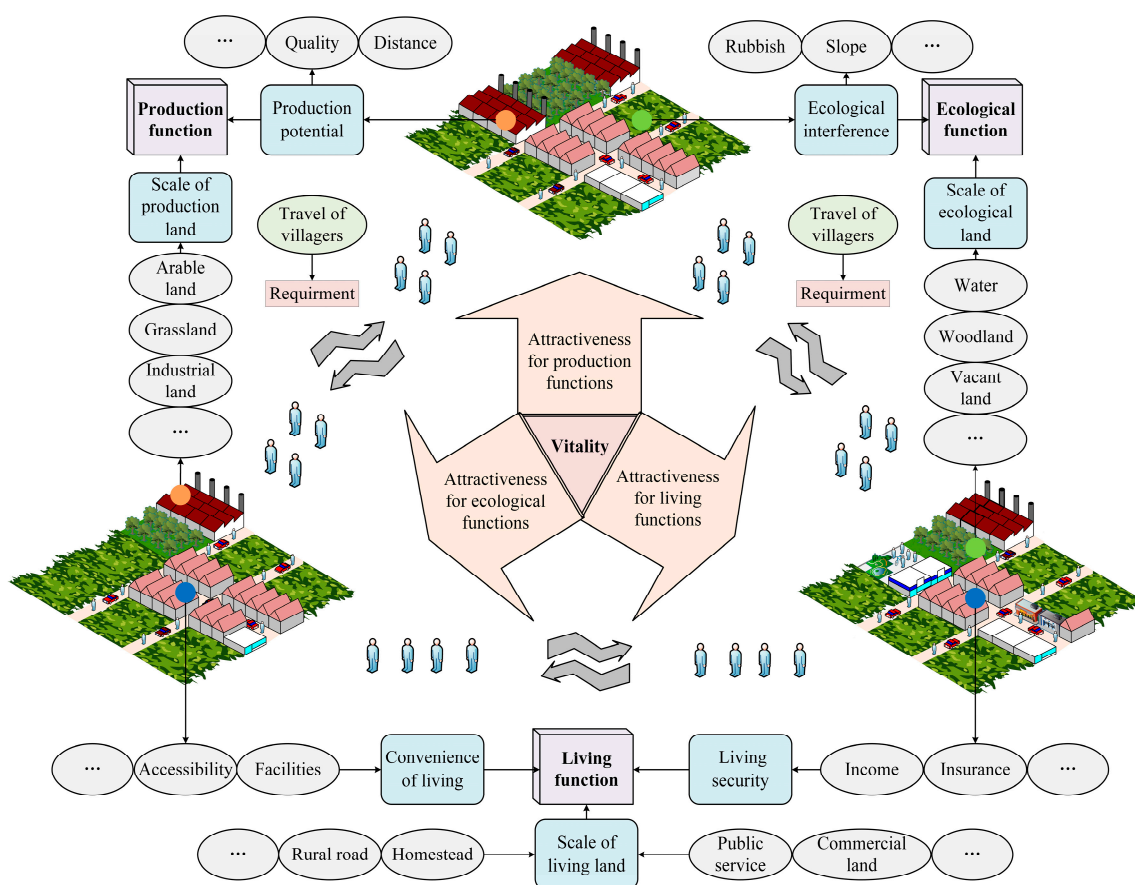 ... Quality Distance
Rubbish Slope ...
Production
function
Production
potential
Ecological
interference
Ecological
function
Scale of
production
land
Travel of
villagers
Travel of
villagers
Scale of
ecological
land
Arable
land
Requirment
Requirment
Water
Grassland
Woodland
Industrial
land
Vacant
land
...
...
Attractiveness
for production
functions
Vitality
Attractiveness
for ecological
functions
Attractiveness
for living
functions
... Accessibility Facilities
Convenience
of living
Living
function
Living
security
Income Insurance ...
... Rural road Homestead
Scale of
living land
Public
service
Commercial
land
...